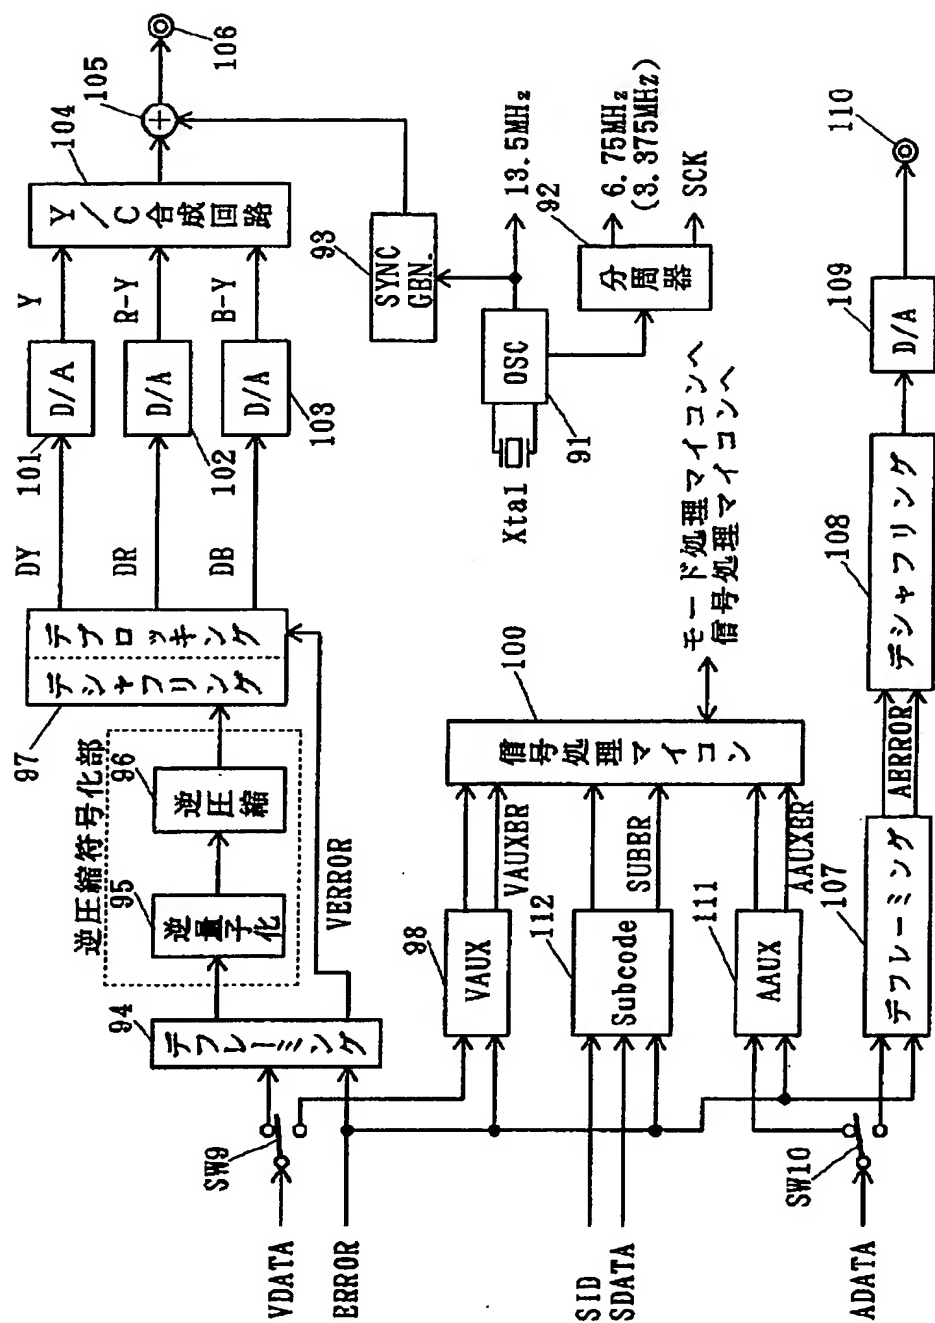 VDATA
ERROR
SID
SDATA
ADATA
SW9
SW10
94
デフレーミング
逆圧縮符号化部
95
逆量子化
96
逆圧縮
VERROR
97
デシャフリング
デブロッキング
DY
DR
DB
101
D/A
102
D/A
103
D/A
Y
R-Y
B-Y
104
Y/C合成回路
105
106
93
SYNC
GEN.
13.5MHz
Xtal
OSC
91
92
分周器
6.75MHz
(3.375MHz)
SCK
98
VAUX
VAUXER
112
Subcode
SUBER
111
AAUX
AAUXER
100
信号処理マイコン
モード処理マイコンへ
信号処理マイコンへ
107
デフレーミング
AERROR
108
デシャフリング
109
D/A
110